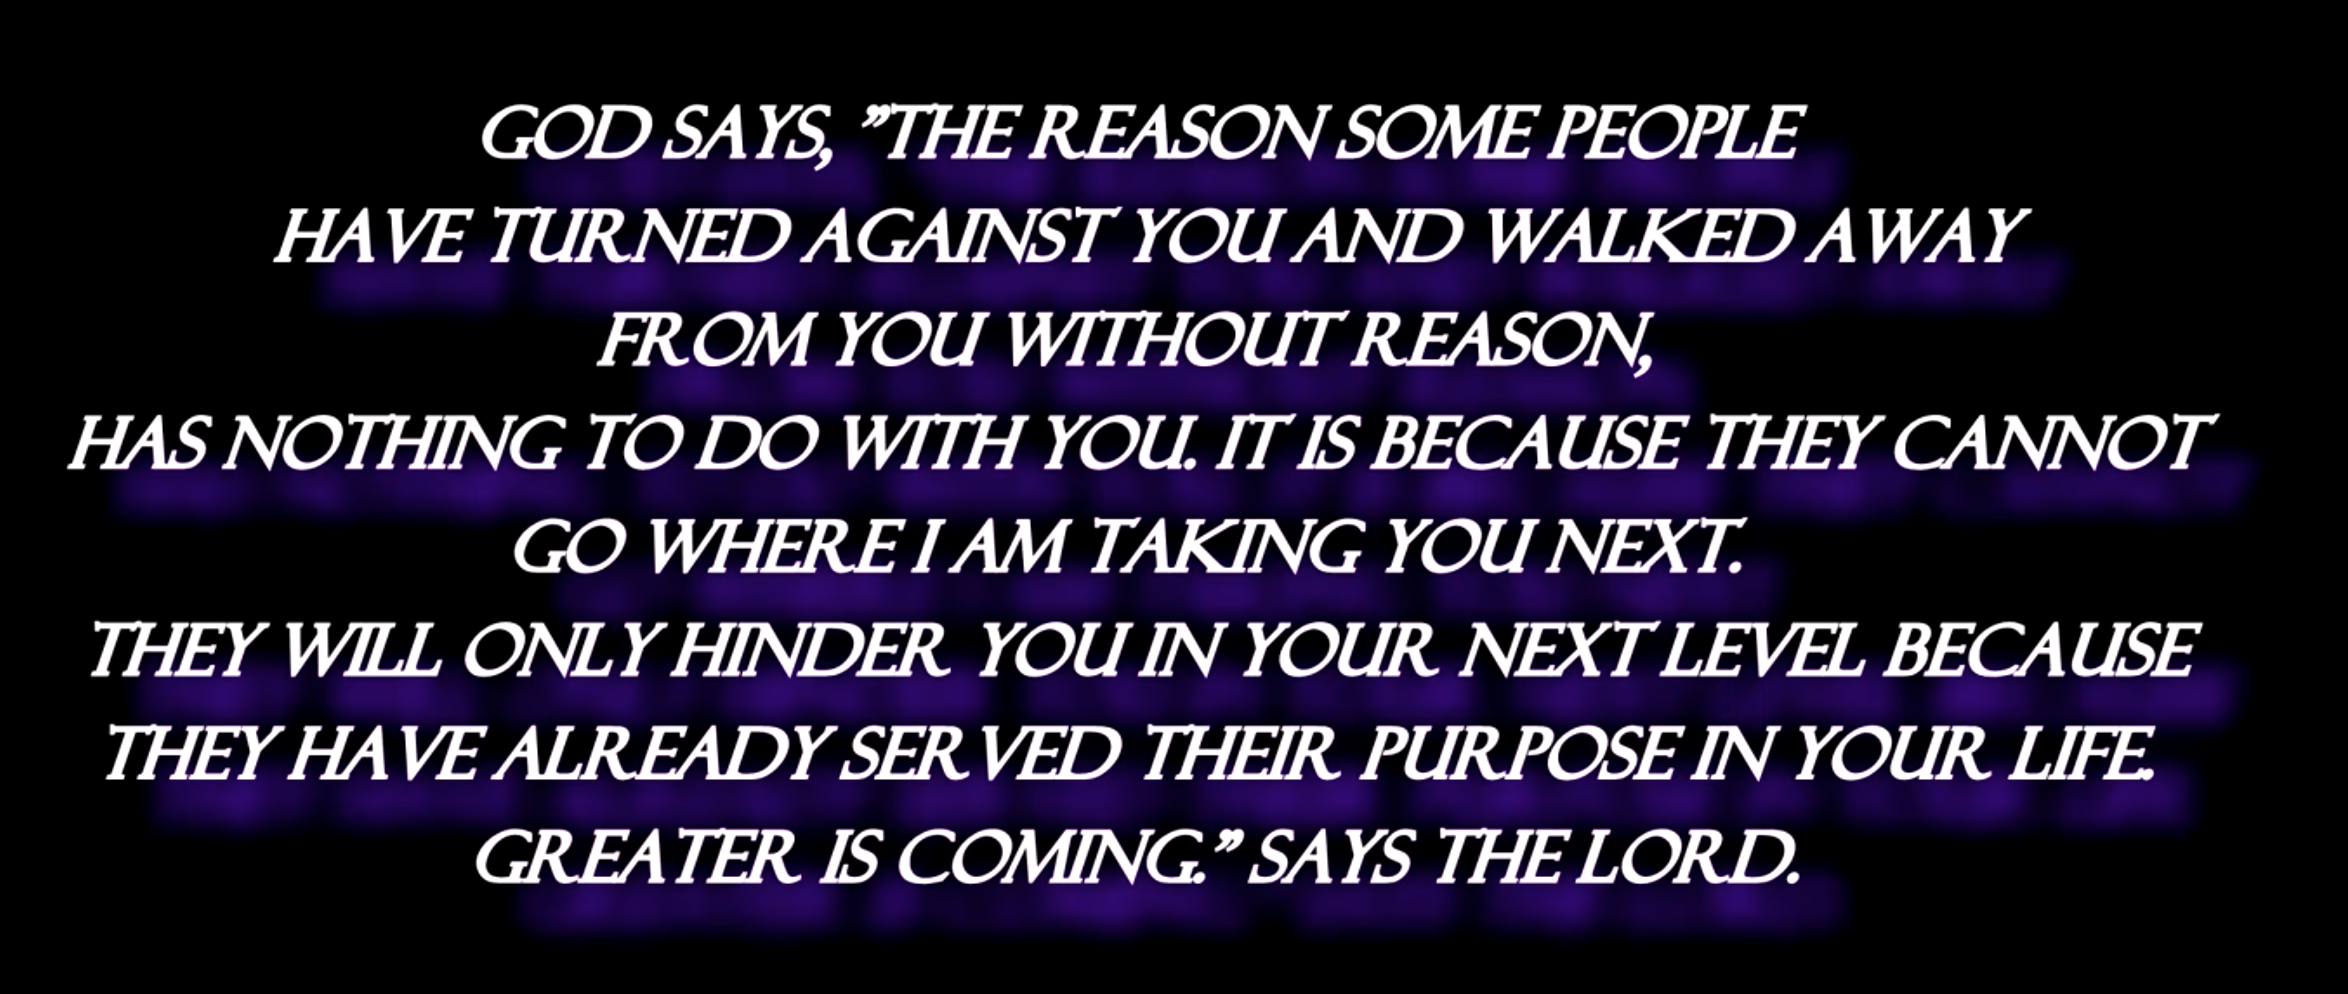 GOD SAYS, ”THE REASON SOME PEOPLE
HAVE TURNED AGAINST YOU AND WALKED AWAY
FROM YOU WITHOUT REASON,
HAS NOTHING TO DO WITH YOU. IT IS BECAUSE THEY CANNOT
GO WHERE I AM TAKING YOU NEXT.
THEY WILL ONLY HINDER YOU IN YOUR NEXT LEVEL BECAUSE
THEY HAVE ALREADY SERVED THEIR PURPOSE IN YOUR LIFE.
GREATER IS COMING.” SAYS THE LORD.